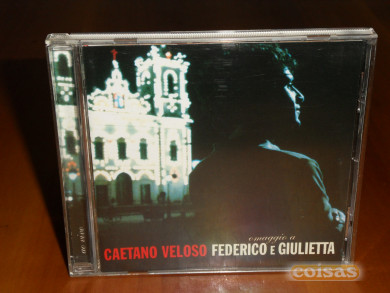 omaggio a
CAETANO VELOSO FEDERICO E GIULIETTA
coisas